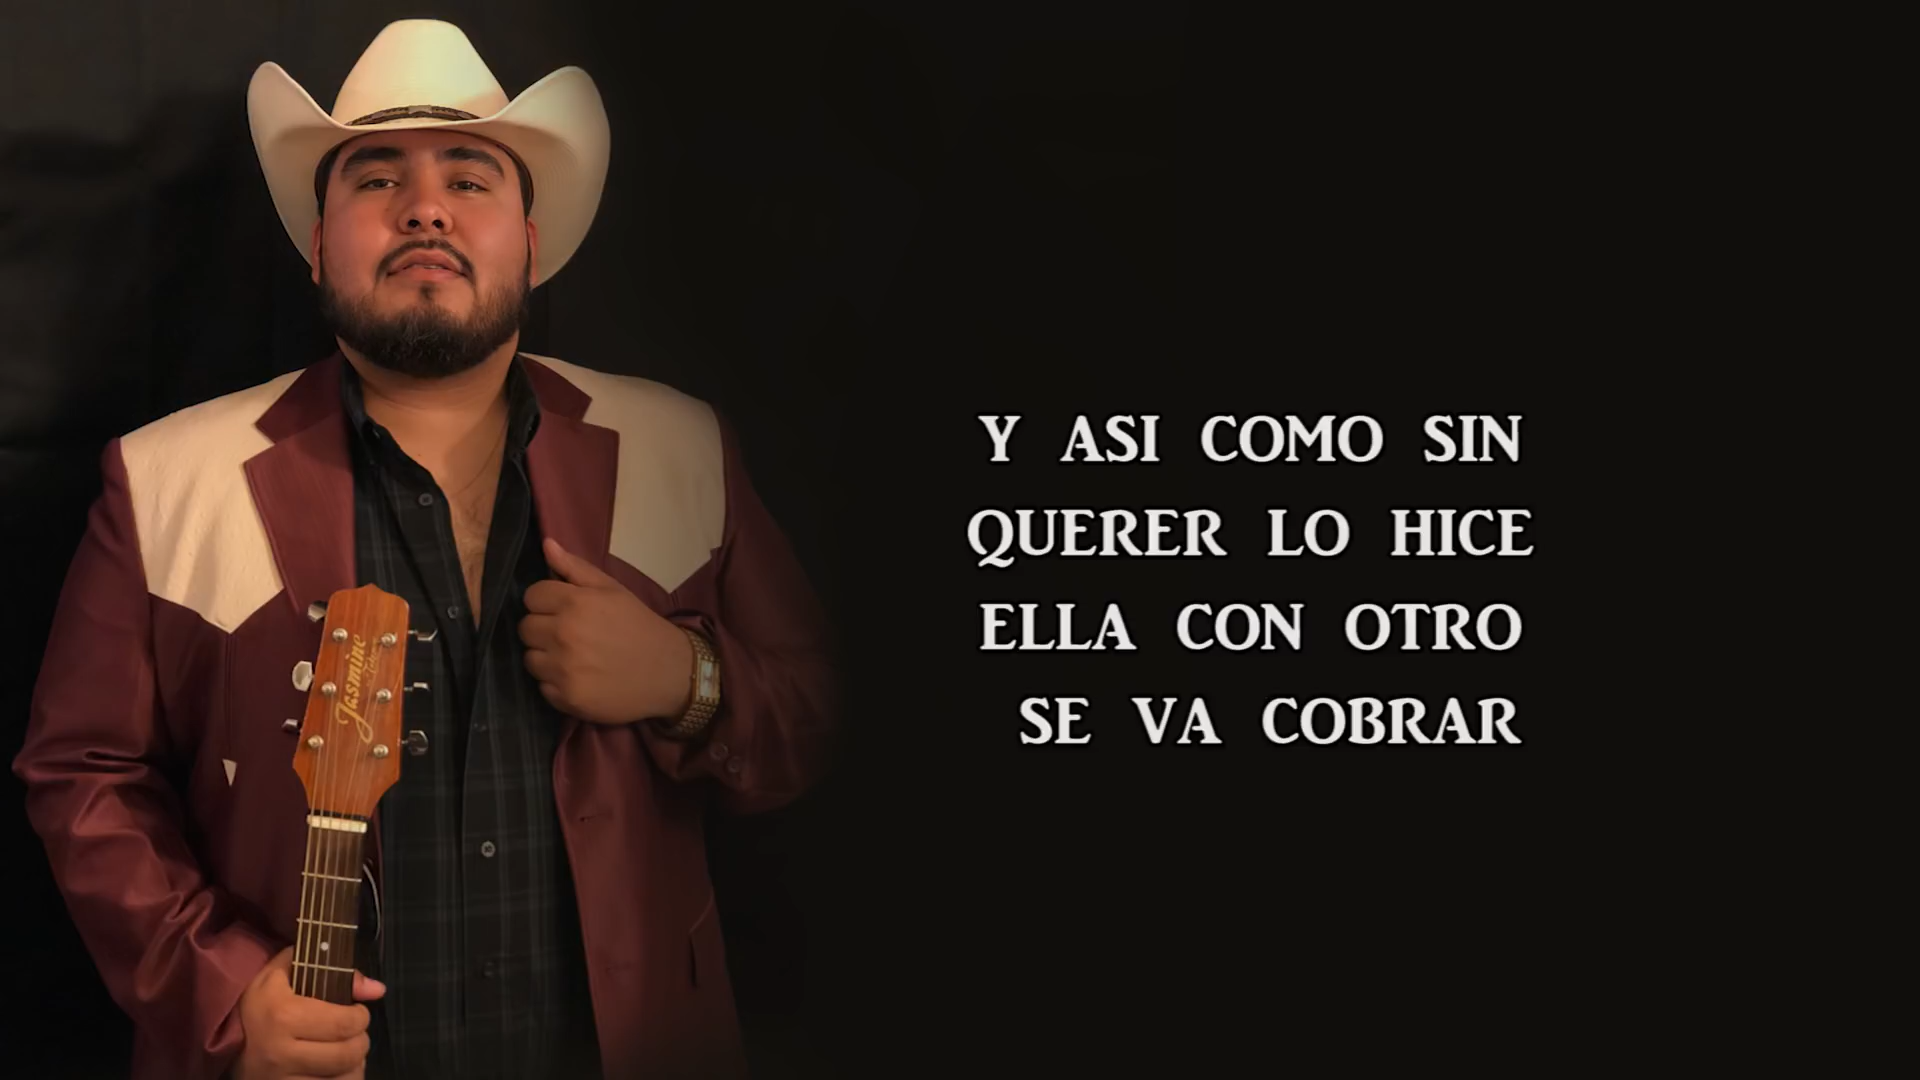 Y ASI COMO SIN
QUERER LO HICE
ELLA CON OTRO
SE VA COBRAR
Jasmine